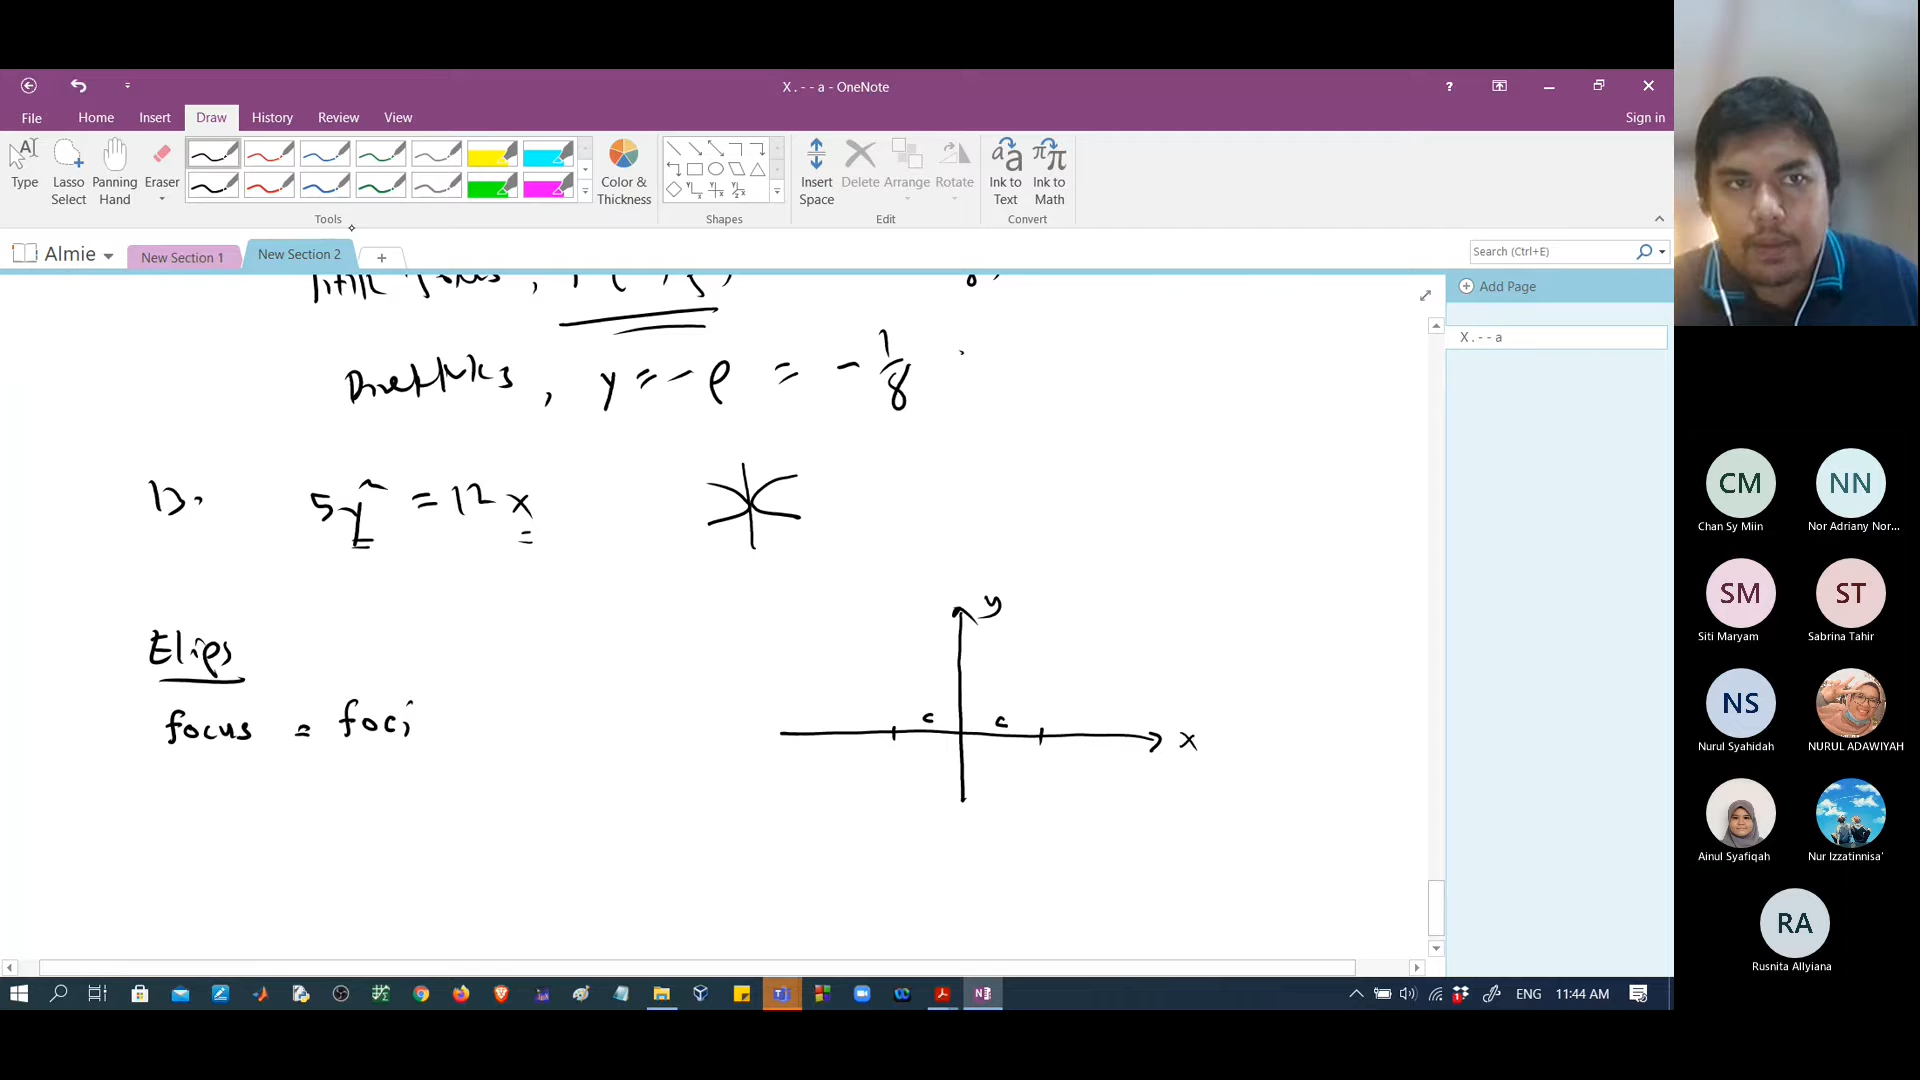 X . - - a - OneNote
?
File Home Insert Draw History Review View
Sign in
Type
Lasso Select
Panning Hand
Eraser
Color & Thickness
Insert Space
Delete
Arrange
Rotate
Ink to Text
Ink to Math
Tools
Shapes
Edit
Convert
Almie
New Section 1
New Section 2
Search (Ctrl+E)
Add Page
X . - - a
, y = - p = - 1/8
13. 5y² = 12x
Elips
focus = foci
y
c c
x
CM
Chan Sy Miin
NN
Nor Adriany Nor...
SM
Siti Maryam
ST
Sabrina Tahir
NS
Nurul Syahidah
NURUL ADAWIYAH
Ainul Syafiqah
Nur Izzatinnisa'
RA
Rusnita Allyiana
ENG
11:44 AM